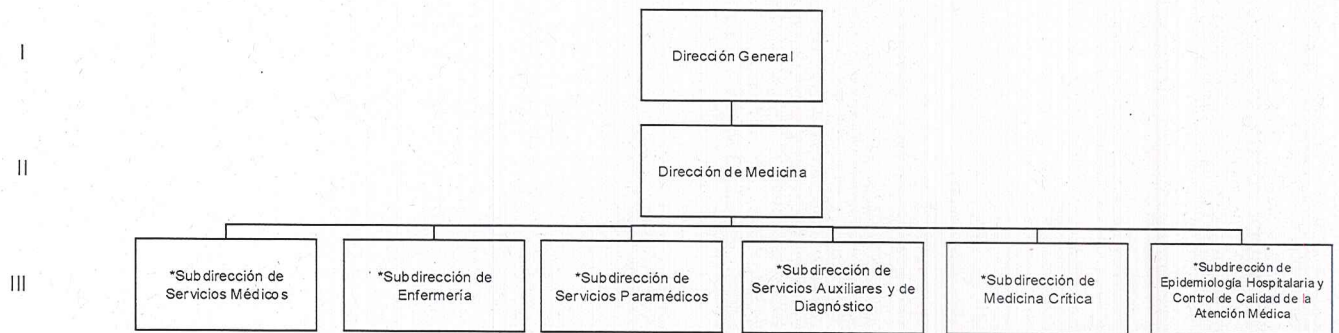 I
Dirección General
II
Dirección de Medicina
III
*Subdirección de
Servicios Médicos
*Subdirección de
Enfermería
*Subdirección de
Servicios Paramédicos
*Subdirección de
Servicios Auxiliares y de
Diagnóstico
*Subdirección de
Medicina Crítica
*Subdirección de
Epidemiología Hospitalaria y
Control de Calidad de la
Atención Médica